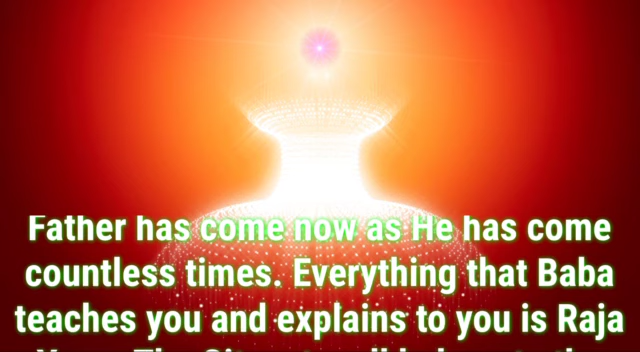 Father has come now as He has come
countless times. Everything that Baba
teaches you and explains to you is Raja